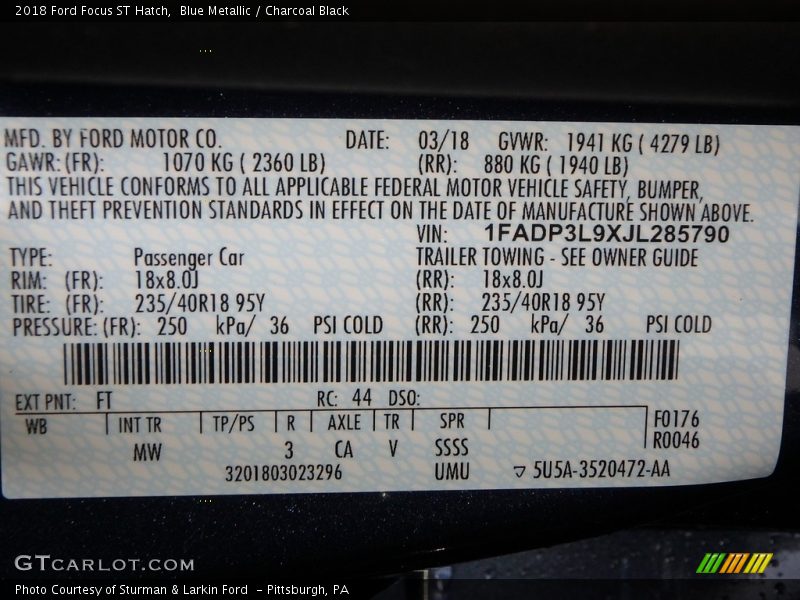 2018 Ford Focus ST Hatch,  Blue Metallic / Charcoal Black
MFD. BY FORD MOTOR CO. DATE: 03/18 GVWR: 1941 KG ( 4279 LB)
GAWR: (FR): 1070 KG ( 2360 LB) (RR): 880 KG ( 1940 LB)
THIS VEHICLE CONFORMS TO ALL APPLICABLE FEDERAL MOTOR VEHICLE SAFETY, BUMPER,
AND THEFT PREVENTION STANDARDS IN EFFECT ON THE DATE OF MANUFACTURE SHOWN ABOVE.
VIN: 1FADP3L9XJL285790
TYPE: Passenger Car TRAILER TOWING - SEE OWNER GUIDE
RIM: (FR): 18x8.0J (RR): 18x8.0J
TIRE: (FR): 235/40R18 95Y (RR): 235/40R18 95Y
PRESSURE: (FR): 250 kPa/ 36 PSI COLD (RR): 250 kPa/ 36 PSI COLD
EXT PNT: FT RC: 44 DSO:
WB INT TR TP/PS R AXLE TR SPR F0176
MW 3 CA V SSSS R0046
3201803023296 UMU ▽ 5U5A-3520472-AA
GTCARLOT.COM
Photo Courtesy of Sturman & Larkin Ford  - Pittsburgh, PA